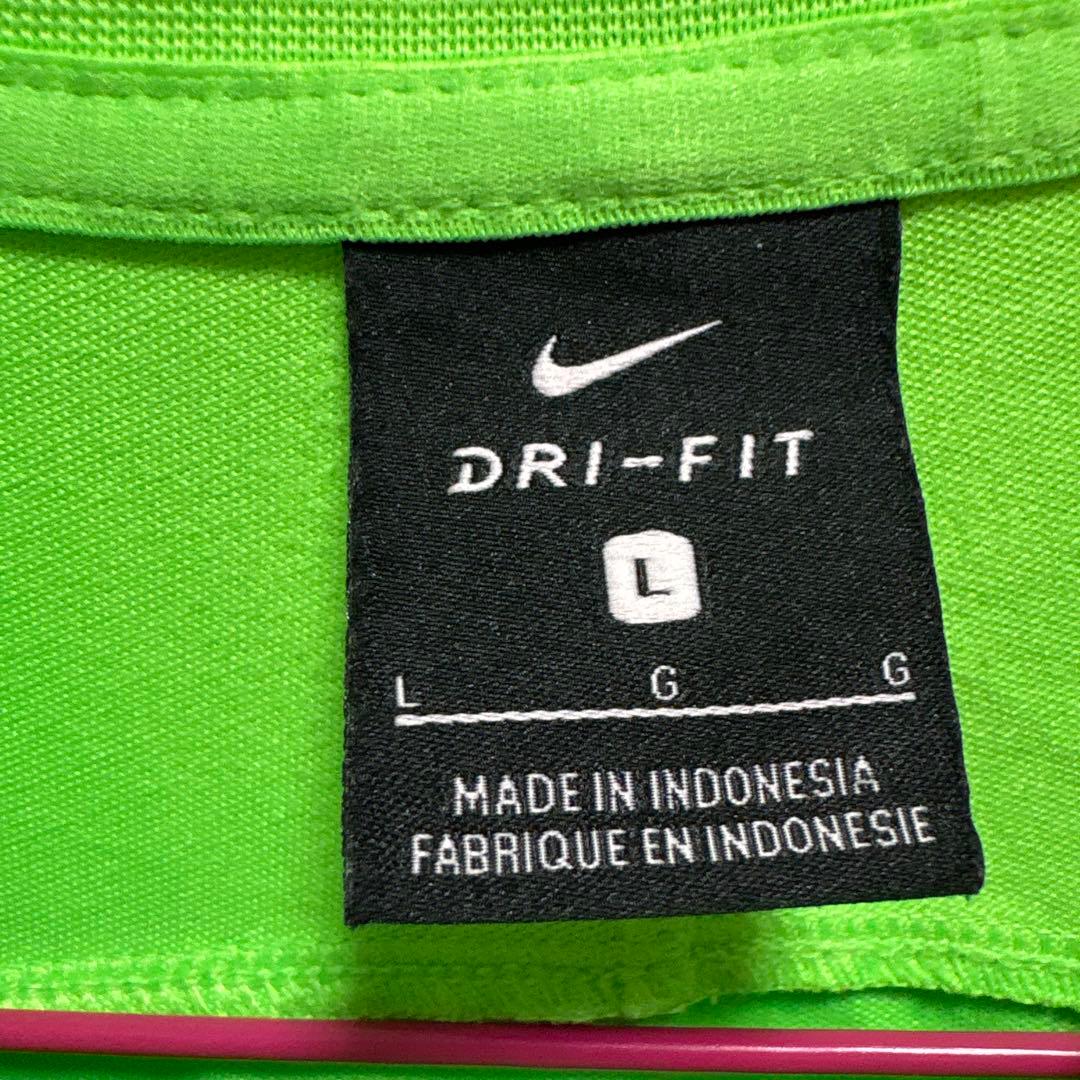 DRI-FIT
L
L G G
MADE IN INDONESIA
FABRIQUE EN INDONESIE